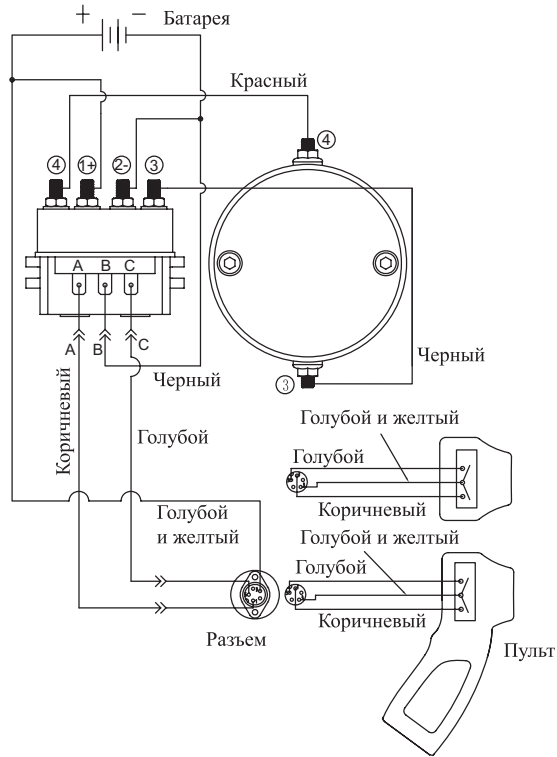 + − Батарея
Красный
④
④ 1+ 2- ③
A B C
A B C
Черный
③
Черный
Коричневый
Голубой
Голубой и желтый
Голубой
Коричневый
Голубой
и желтый
Голубой и желтый
Голубой
Коричневый
Разъем
Пульт